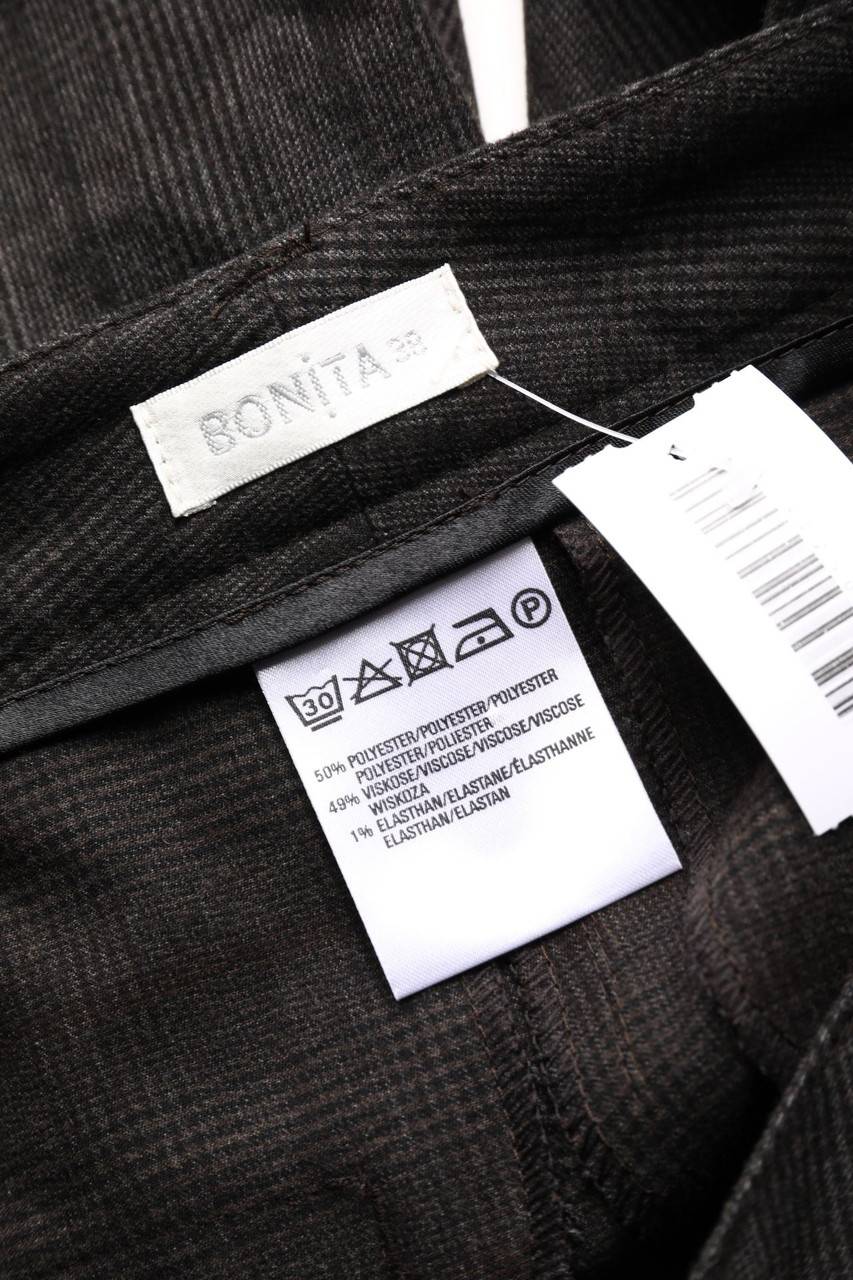 BONITA 38
30
P
50% POLYESTER/POLYESTER/POLYESTER
POLYESTER/POLIESTER
49% VISKOSE/VISCOSE/VISCOSE/VISCOSE
WISKOZA
1% ELASTHAN/ELASTANE/ÉLASTHANNE
ELASTHAN/ELASTAN